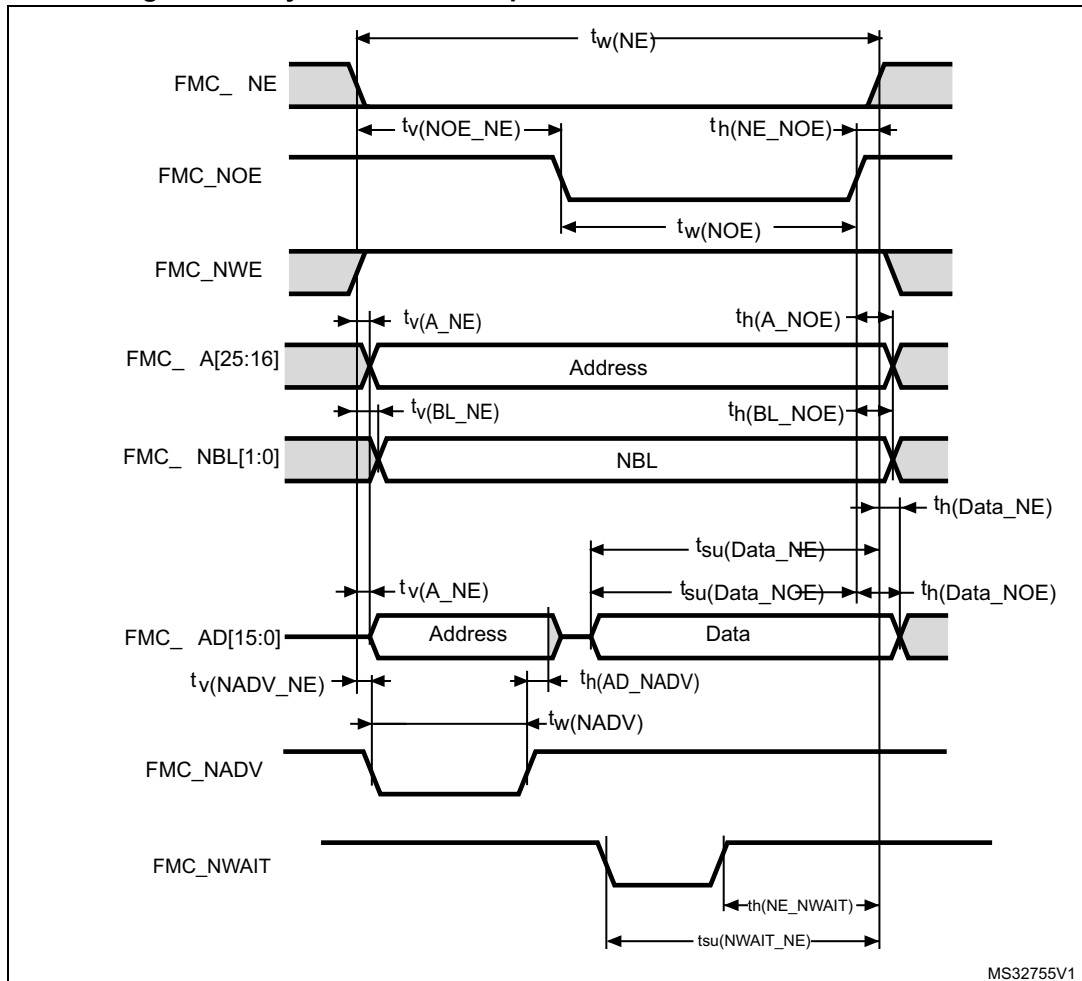 tw(NE)
FMC_ NE
tv(NOE_NE)
th(NE_NOE)
FMC_NOE
tw(NOE)
FMC_NWE
tv(A_NE)
th(A_NOE)
FMC_ A[25:16]
Address
tv(BL_NE)
th(BL_NOE)
FMC_ NBL[1:0]
NBL
th(Data_NE)
tsu(Data_NE)
tv(A_NE)
tsu(Data_NOE)
th(Data_NOE)
FMC_ AD[15:0]
Address
Data
tv(NADV_NE)
th(AD_NADV)
tw(NADV)
FMC_NADV
FMC_NWAIT
th(NE_NWAIT)
tsu(NWAIT_NE)
MS32755V1